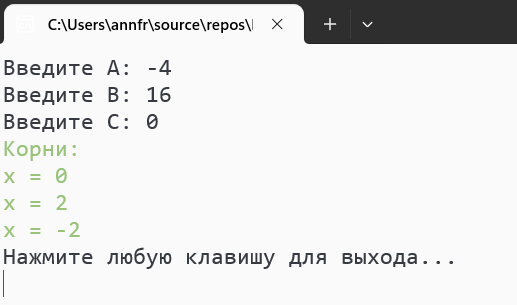 C:\Users\annfr\source\repos\
Введите A: -4
Введите B: 16
Введите C: 0
Корни:
x = 0
x = 2
x = -2
Нажмите любую клавишу для выхода...